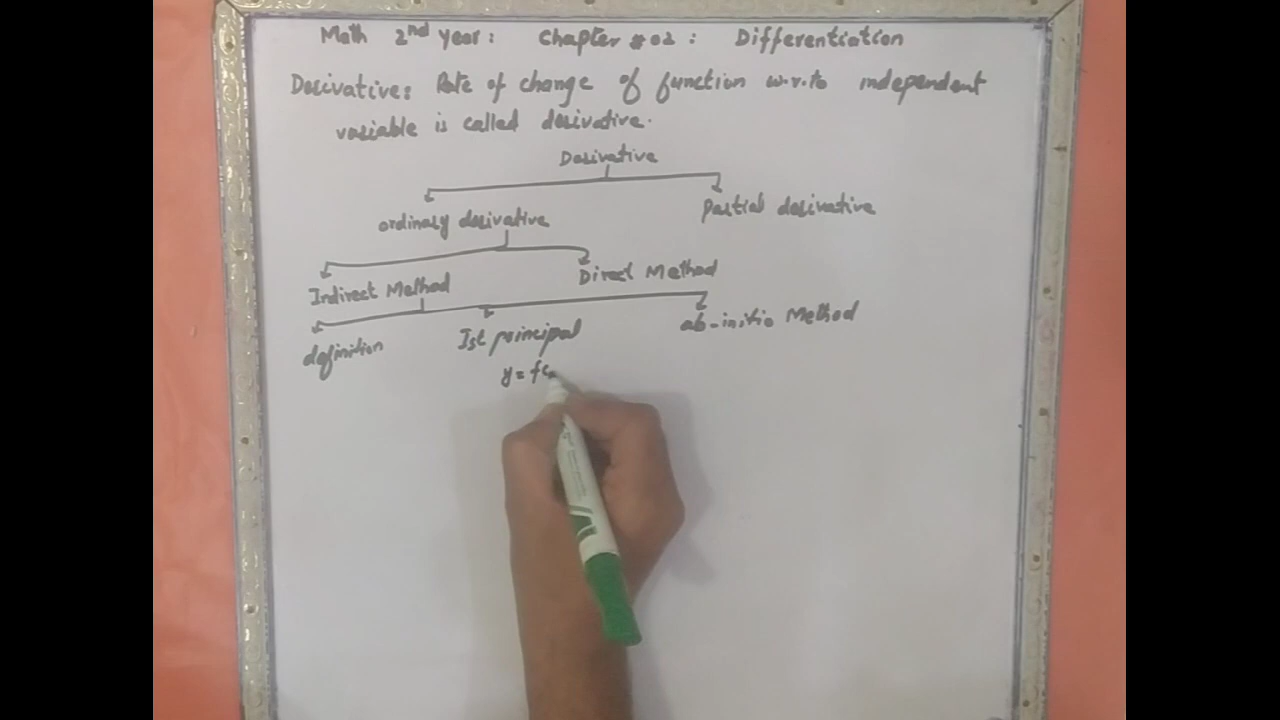 Math 2nd year: Chapter # 02: Differentiation
Derivative: Rate of change of function w.r.to independent
variable is called derivative.
Derivative
ordinary derivative Partial derivative
Indirect Method Direct Method
definition Ist principal ab-initio Method
y = f(